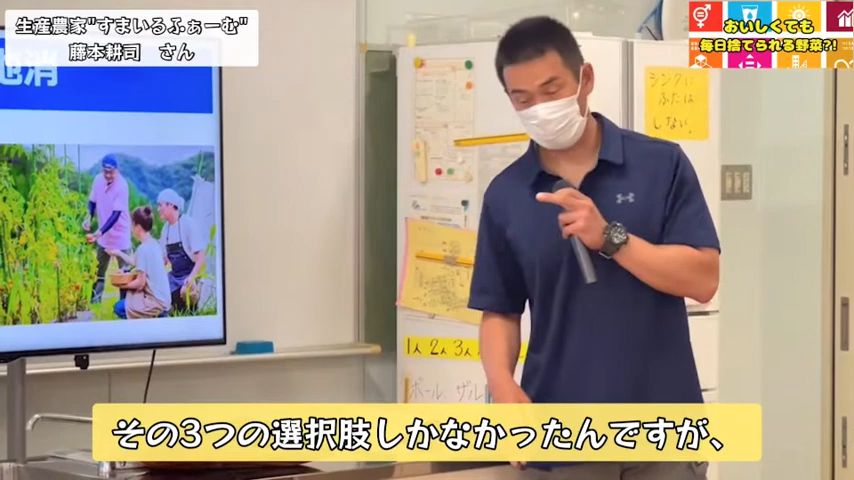 生産農家"すまいるふぁーむ"
藤本耕司 さん
おいしくても
毎日捨てられる野菜?!
地消
シンクに
ふたは
しない。
1人 2人 3人
ボール、ザル
その3つの選択肢しかなかったんですが、